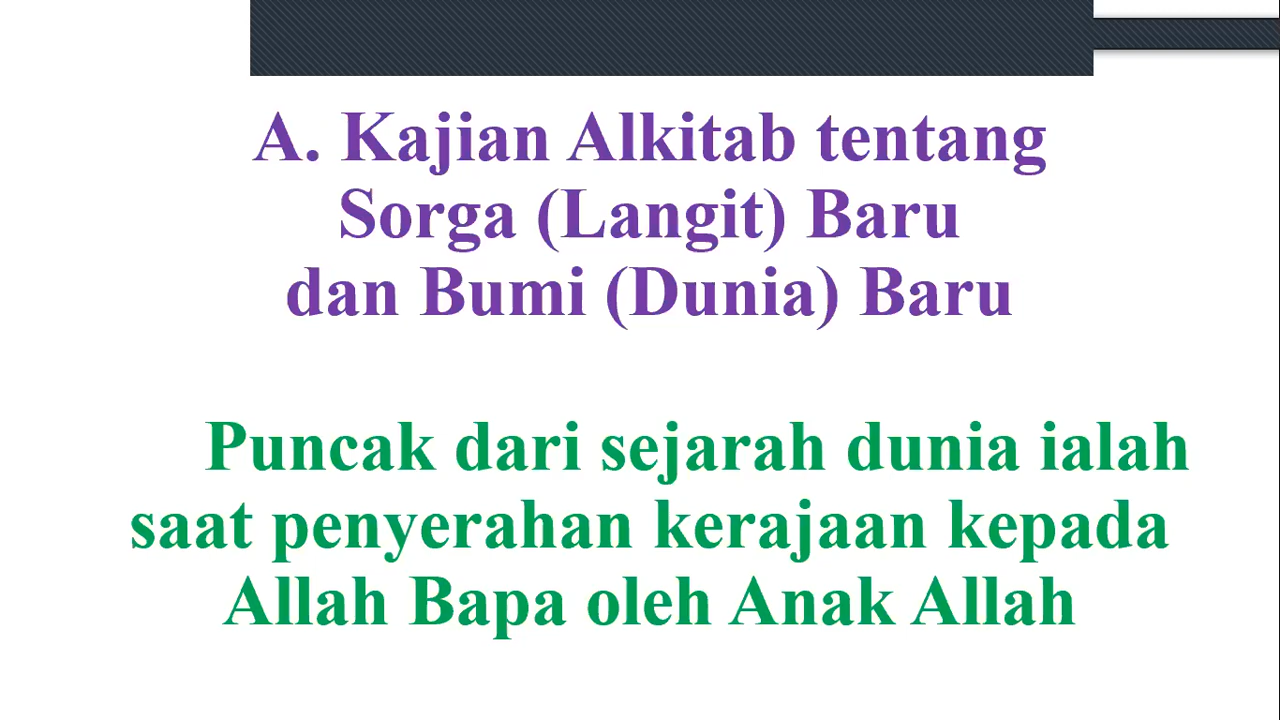 A. Kajian Alkitab tentang
Sorga (Langit) Baru
dan Bumi (Dunia) Baru
Puncak dari sejarah dunia ialah
saat penyerahan kerajaan kepada
Allah Bapa oleh Anak Allah